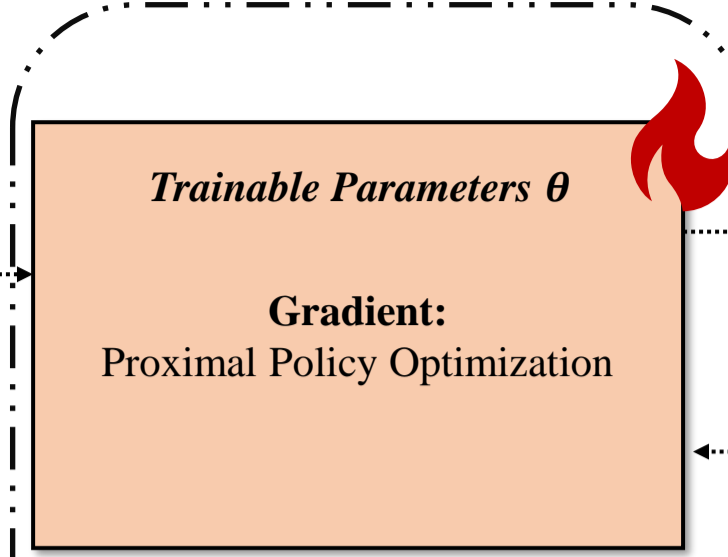 Trainable Parameters θ
Gradient:
Proximal Policy Optimization